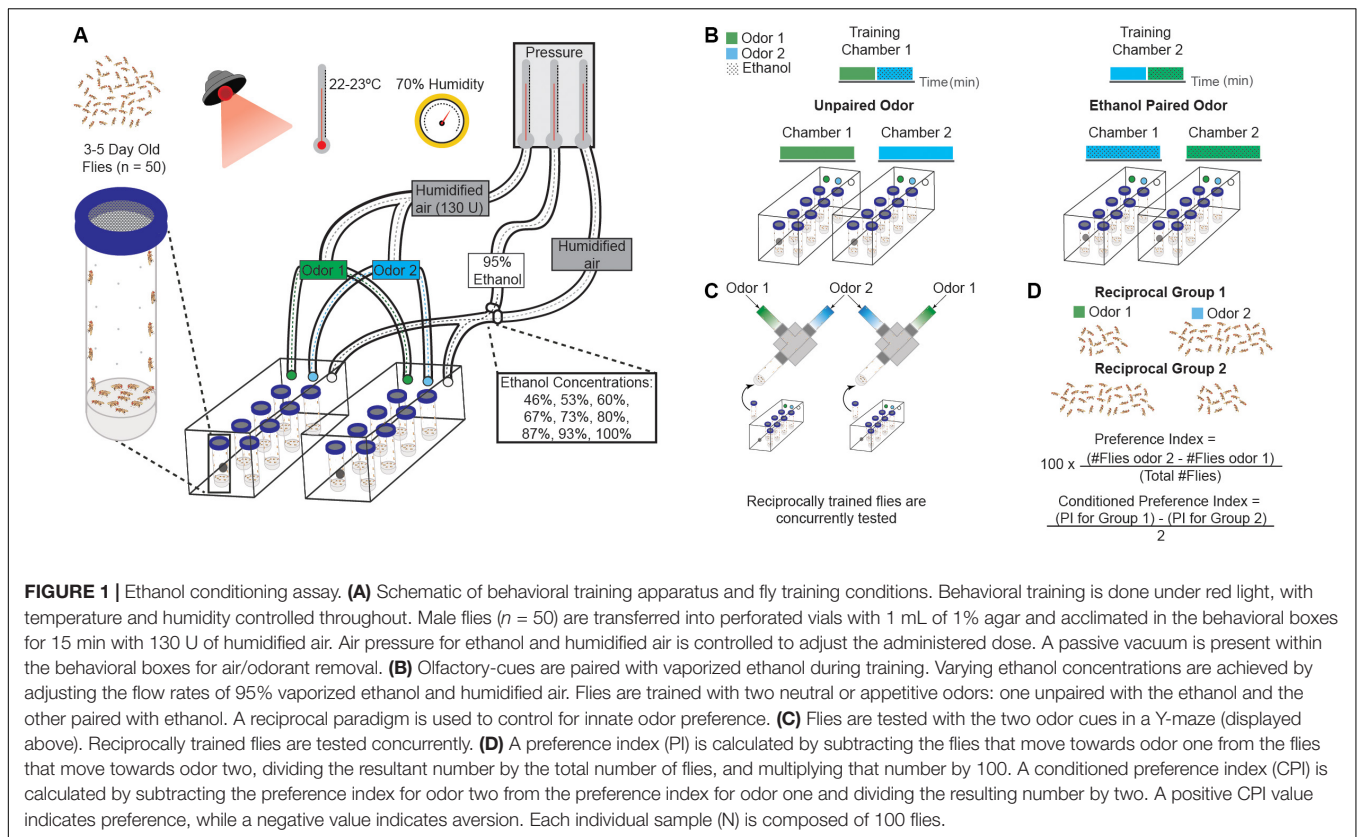 A
3-5 Day Old
Flies (n = 50)
22-23ºC
70% Humidity
Pressure
Humidified
air (130 U)
Odor 1
Odor 2
95%
Ethanol
Humidified
air
Ethanol Concentrations:
46%, 53%, 60%,
67%, 73%, 80%,
87%, 93%, 100%
B
Odor 1
Odor 2
Ethanol
Training
Chamber 1
Time (min)
Training
Chamber 2
Time (min)
Unpaired Odor
Chamber 1
Chamber 2
Ethanol Paired Odor
Chamber 1
Chamber 2
C
Odor 1
Odor 2
Odor 1
Reciprocally trained flies are
concurrently tested
D
Reciprocal Group 1
Odor 1
Odor 2
Reciprocal Group 2
Preference Index =
100 x (#Flies odor 2 - #Flies odor 1)
(Total #Flies)
Conditioned Preference Index =
(PI for Group 1) - (PI for Group 2)
2
FIGURE 1 | Ethanol conditioning assay. (A) Schematic of behavioral training apparatus and fly training conditions. Behavioral training is done under red light, with
temperature and humidity controlled throughout. Male flies (n = 50) are transferred into perforated vials with 1 mL of 1% agar and acclimated in the behavioral boxes
for 15 min with 130 U of humidified air. Air pressure for ethanol and humidified air is controlled to adjust the administered dose. A passive vacuum is present within
the behavioral boxes for air/odorant removal. (B) Olfactory-cues are paired with vaporized ethanol during training. Varying ethanol concentrations are achieved by
adjusting the flow rates of 95% vaporized ethanol and humidified air. Flies are trained with two neutral or appetitive odors: one unpaired with the ethanol and the
other paired with ethanol. A reciprocal paradigm is used to control for innate odor preference. (C) Flies are tested with the two odor cues in a Y-maze (displayed
above). Reciprocally trained flies are tested concurrently. (D) A preference index (PI) is calculated by subtracting the flies that move towards odor one from the flies
that move towards odor two, dividing the resultant number by the total number of flies, and multiplying that number by 100. A conditioned preference index (CPI) is
calculated by subtracting the preference index for odor two from the preference index for odor one and dividing the resulting number by two. A positive CPI value
indicates preference, while a negative value indicates aversion. Each individual sample (N) is composed of 100 flies.